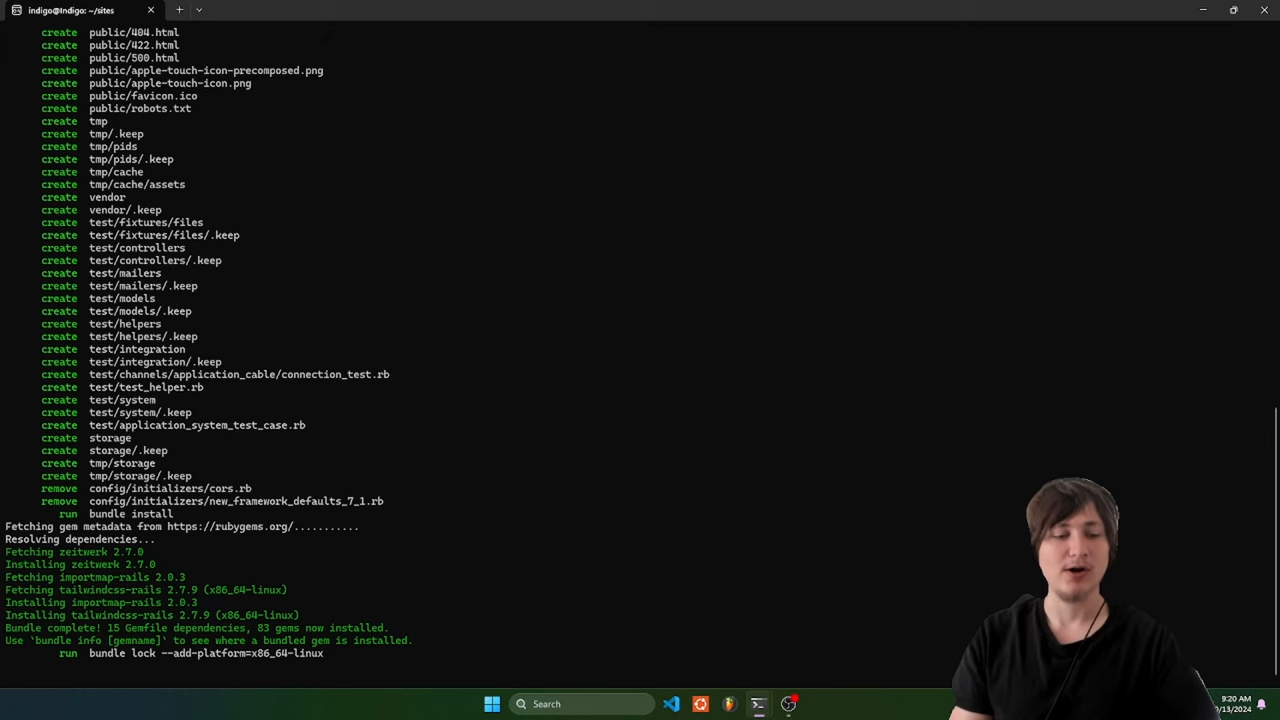 indigo@Indigo: ~/sites
create public/404.html
create public/422.html
create public/500.html
create public/apple-touch-icon-precomposed.png
create public/apple-touch-icon.png
create public/favicon.ico
create public/robots.txt
create tmp
create tmp/.keep
create tmp/pids
create tmp/pids/.keep
create tmp/cache
create tmp/cache/assets
create vendor
create vendor/.keep
create test/fixtures/files
create test/fixtures/files/.keep
create test/controllers
create test/controllers/.keep
create test/mailers
create test/mailers/.keep
create test/models
create test/models/.keep
create test/helpers
create test/helpers/.keep
create test/integration
create test/integration/.keep
create test/channels/application_cable/connection_test.rb
create test/test_helper.rb
create test/system
create test/system/.keep
create test/application_system_test_case.rb
create storage
create storage/.keep
create tmp/storage
create tmp/storage/.keep
remove config/initializers/cors.rb
remove config/initializers/new_framework_defaults_7_1.rb
run bundle install
Fetching gem metadata from https://rubygems.org/...........
Resolving dependencies...
Fetching zeitwerk 2.7.0
Installing zeitwerk 2.7.0
Fetching importmap-rails 2.0.3
Fetching tailwindcss-rails 2.7.9 (x86_64-linux)
Installing importmap-rails 2.0.3
Installing tailwindcss-rails 2.7.9 (x86_64-linux)
Bundle complete! 15 Gemfile dependencies, 83 gems now installed.
Use `bundle info [gemname]` to see where a bundled gem is installed.
run bundle lock --add-platform=x86_64-linux
Search
9:20 AM
/13/2024